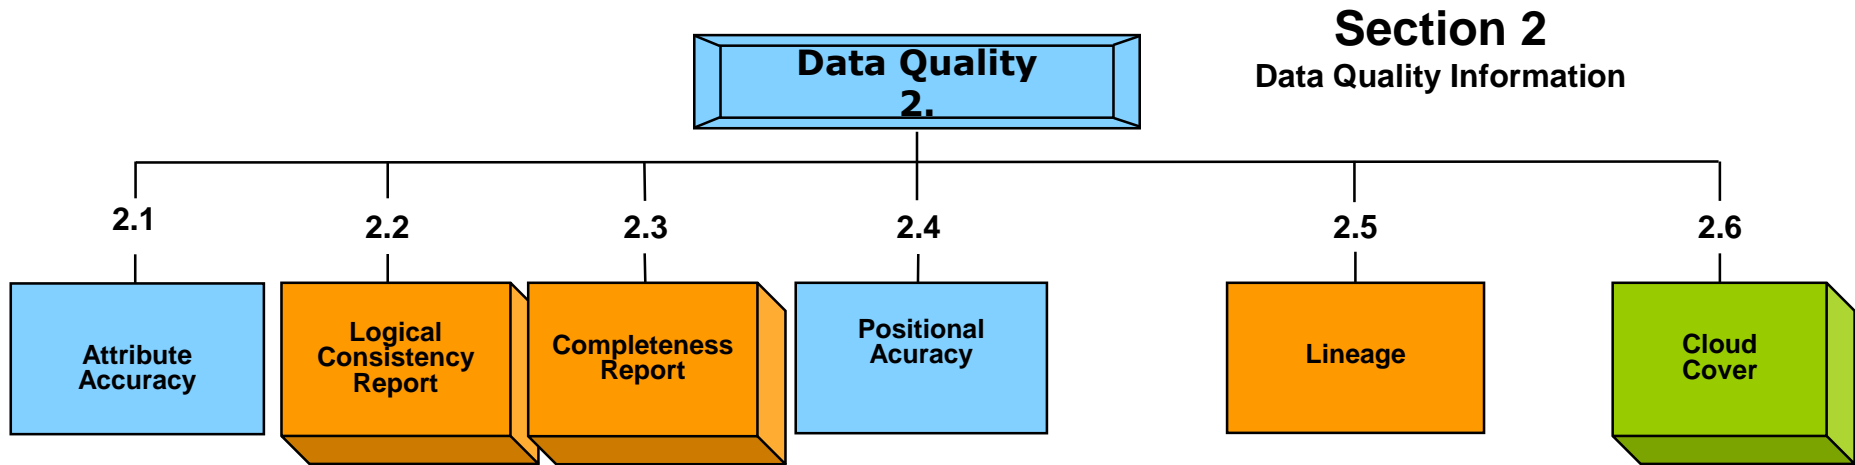 Section 2
Data Quality Information
Data Quality
2.
2.1
2.2
2.3
2.4
2.5
2.6
Attribute
Accuracy
Logical
Consistency
Report
Completeness
Report
Positional
Acuracy
Lineage
Cloud
Cover